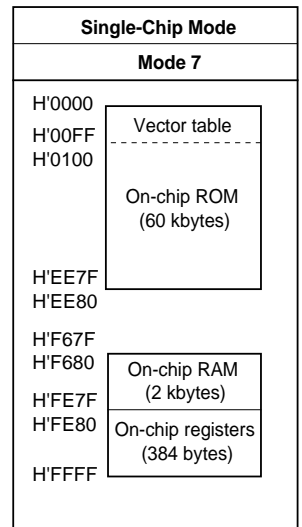 Single-Chip Mode
Mode 7
H'0000
H'00FF
H'0100
Vector table
On-chip ROM
(60 kbytes)
H'EE7F
H'EE80
H'F67F
H'F680
On-chip RAM
(2 kbytes)
H'FE7F
H'FE80
On-chip registers
(384 bytes)
H'FFFF